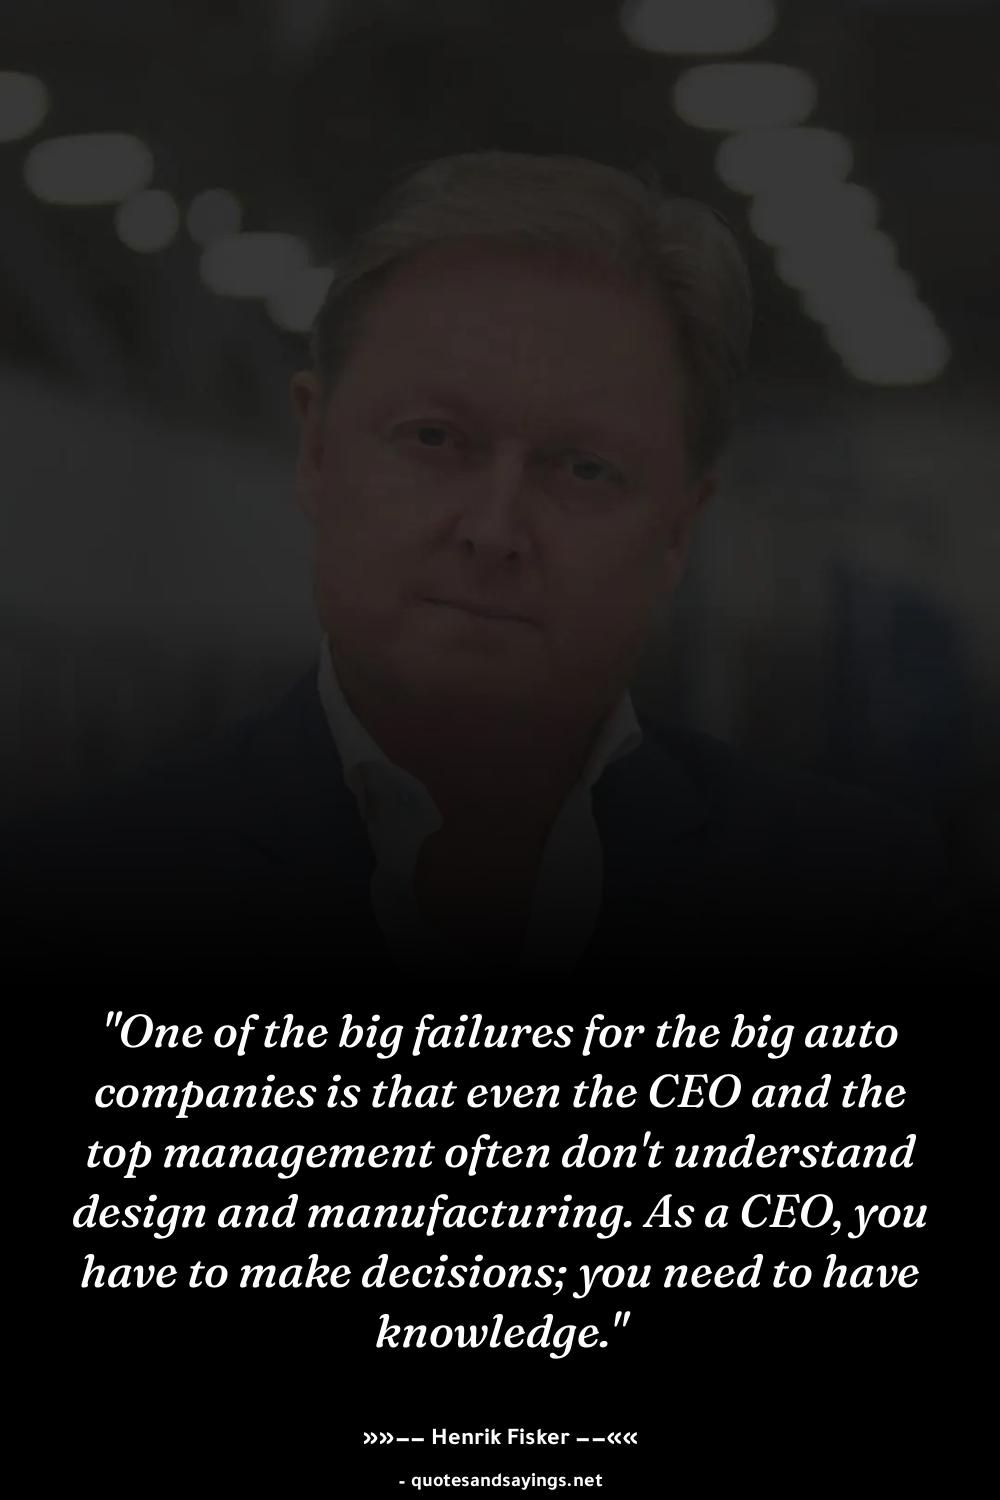 "One of the big failures for the big auto
companies is that even the CEO and the
top management often don't understand
design and manufacturing. As a CEO, you
have to make decisions; you need to have
knowledge."
»»−− Henrik Fisker −−««
- quotesandsayings.net